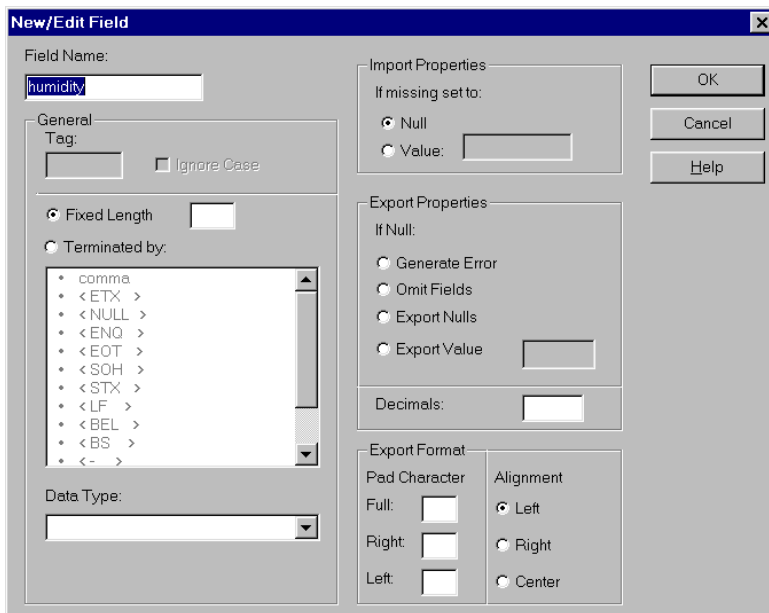 New/Edit Field
Field Name:
humidity
General
Tag:
Ignore Case
Fixed Length
Terminated by:
comma
< ETX >
< NULL >
< ENQ >
< EOT >
< SOH >
< STX >
< LF >
< BEL >
< BS >
< - >
Data Type:
Import Properties
If missing set to:
Null
Value:
Export Properties
If Null:
Generate Error
Omit Fields
Export Nulls
Export Value
Decimals:
Export Format
Pad Character
Full:
Right:
Left:
Alignment
Left
Right
Center
OK
Cancel
Help